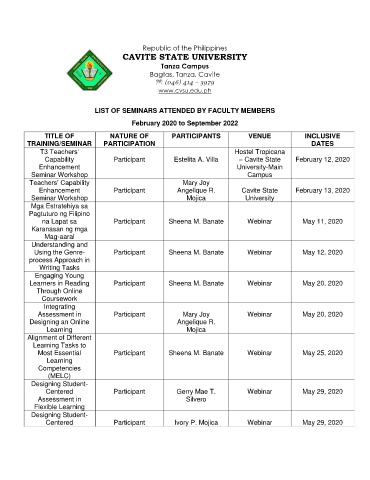 Republic of the Philippines
CAVITE STATE UNIVERSITY
Tanza Campus
Bagtas, Tanza, Cavite
☏ (046) 414 - 3979
www.cvsu.edu.ph
LIST OF SEMINARS ATTENDED BY FACULTY MEMBERS
February 2020 to September 2022
TITLE OF TRAINING/SEMINAR NATURE OF PARTICIPATION PARTICIPANTS VENUE INCLUSIVE DATES
T3 Teachers'
Capability
Enhancement
Seminar Workshop
Participant
Estelita A. Villa
Hostel Tropicana
– Cavite State
University-Main
Campus
February 12, 2020
Teachers' Capability
Enhancement
Seminar Workshop
Participant
Mary Joy
Angelique R.
Mojica
Cavite State
University
February 13, 2020
Mga Estratehiya sa
Pagtuturo ng Filipino
na Lapat sa
Karanasan ng mga
Mag-aaral
Participant
Sheena M. Banate
Webinar
May 11, 2020
Understanding and
Using the Genre-
process Approach in
Writing Tasks
Participant
Sheena M. Banate
Webinar
May 12, 2020
Engaging Young
Learners in Reading
Through Online
Coursework
Participant
Sheena M. Banate
Webinar
May 20, 2020
Integrating
Assessment in
Designing an Online
Learning
Participant
Mary Joy
Angelique R.
Mojica
Webinar
May 20, 2020
Alignment of Different
Learning Tasks to
Most Essential
Learning
Competencies
(MELC)
Participant
Sheena M. Banate
Webinar
May 25, 2020
Designing Student-
Centered
Assessment in
Flexible Learning
Participant
Gerry Mae T.
Silvero
Webinar
May 29, 2020
Designing Student-
Centered
Participant
Ivory P. Mojica
Webinar
May 29, 2020